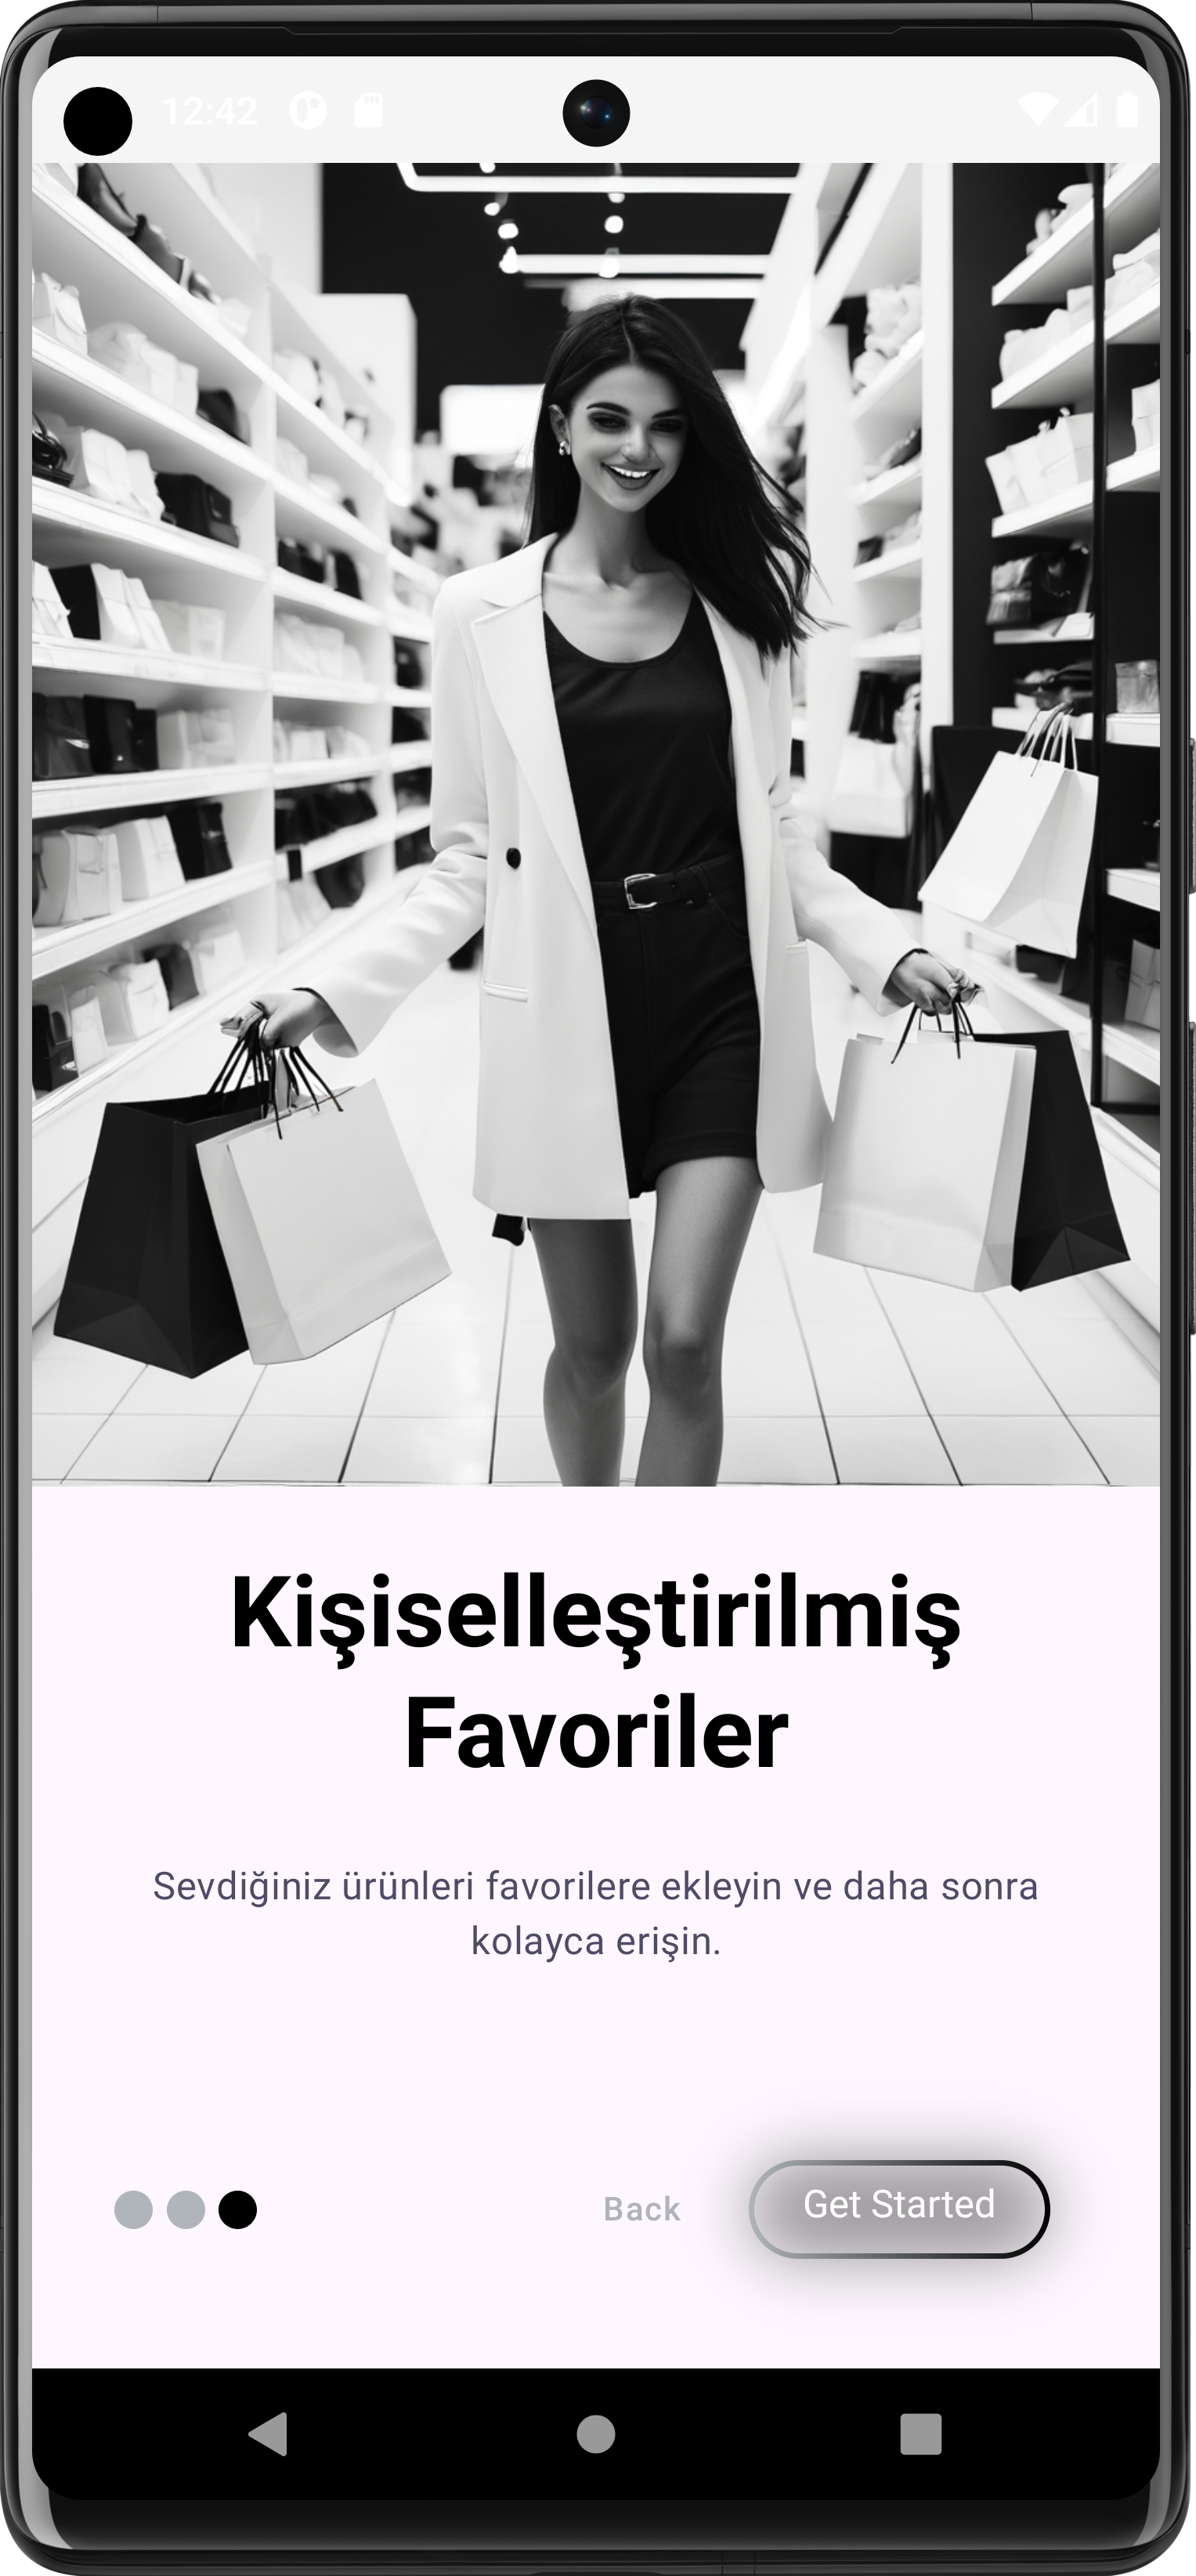 12:42
Kişiselleştirilmiş
Favoriler
Sevdiğiniz ürünleri favorilere ekleyin ve daha sonra
kolayca erişin.
Back
Get Started